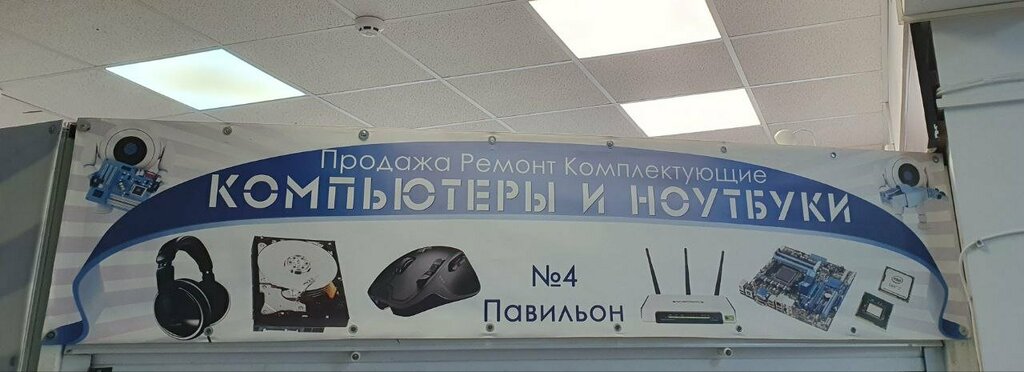 Продажа Ремонт Комплектующие
КОМПЬЮТЕРЫ И НОУТБУКИ
№4
Павильон